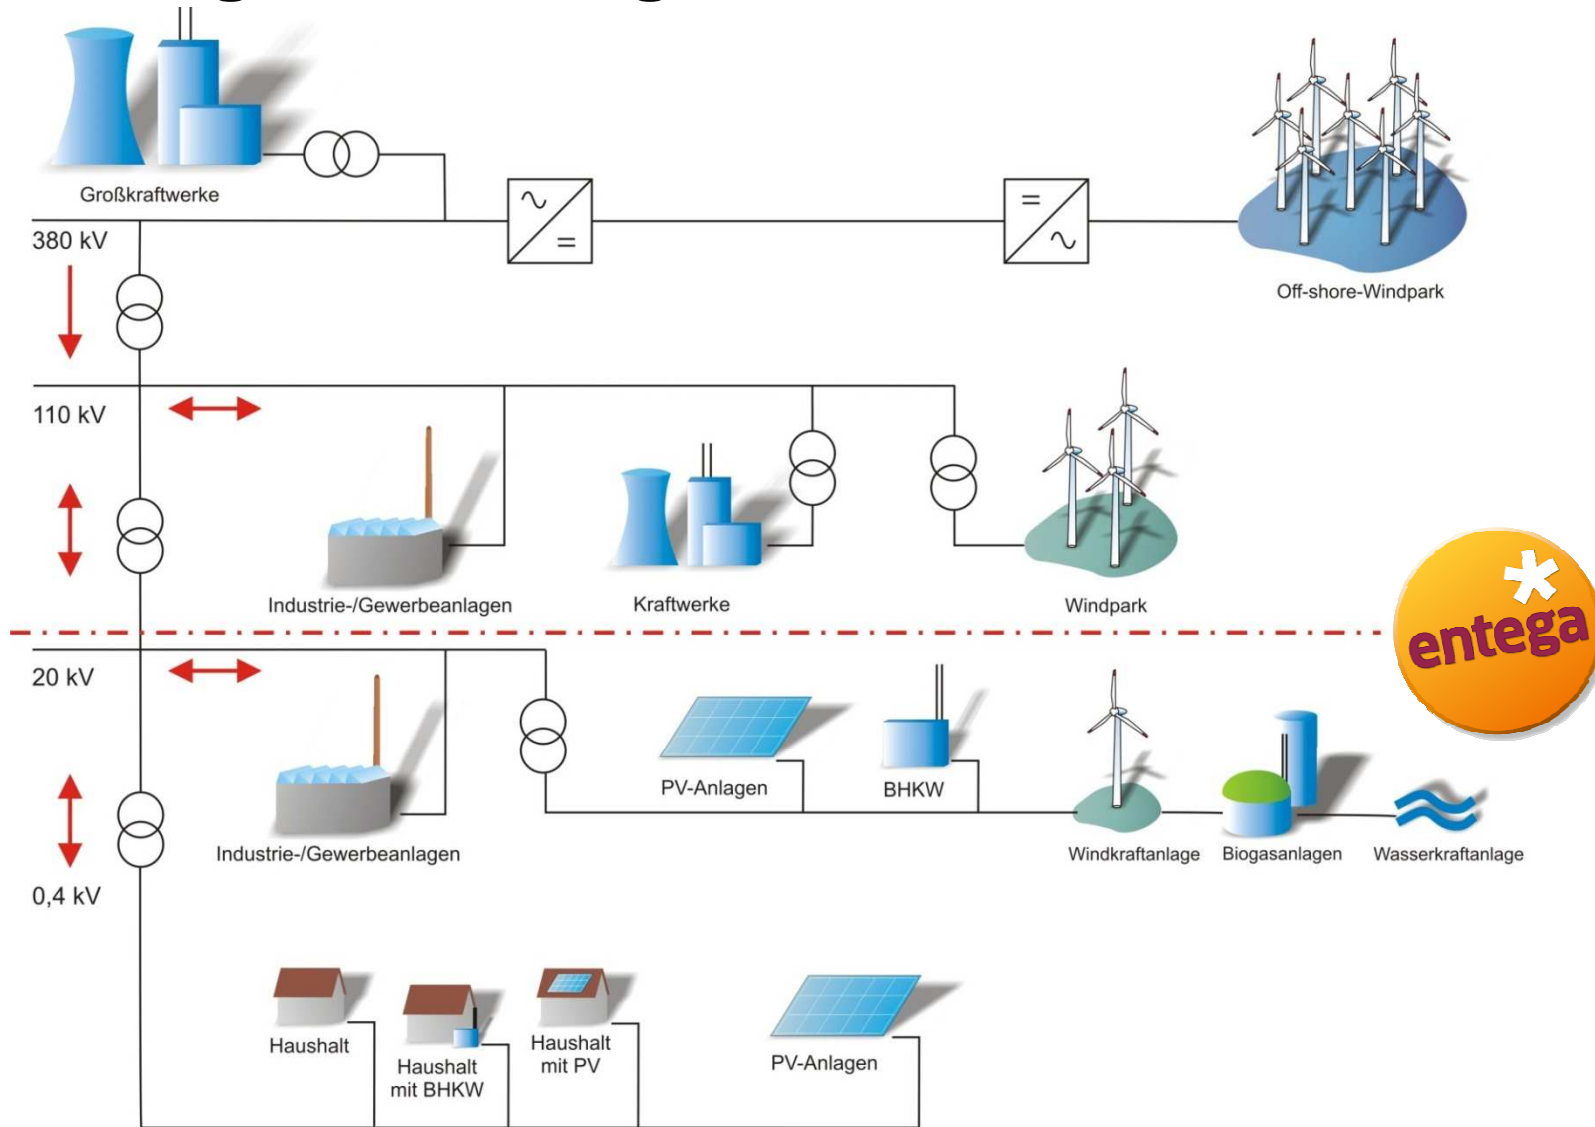 Großkraftwerke
380 kV
Off-shore-Windpark
110 kV
Industrie-/Gewerbeanlagen
Kraftwerke
Windpark
entega
20 kV
PV-Anlagen
BHKW
Industrie-/Gewerbeanlagen
Windkraftanlage
Biogasanlagen
Wasserkraftanlage
0,4 kV
Haushalt
Haushalt
mit BHKW
Haushalt
mit PV
PV-Anlagen